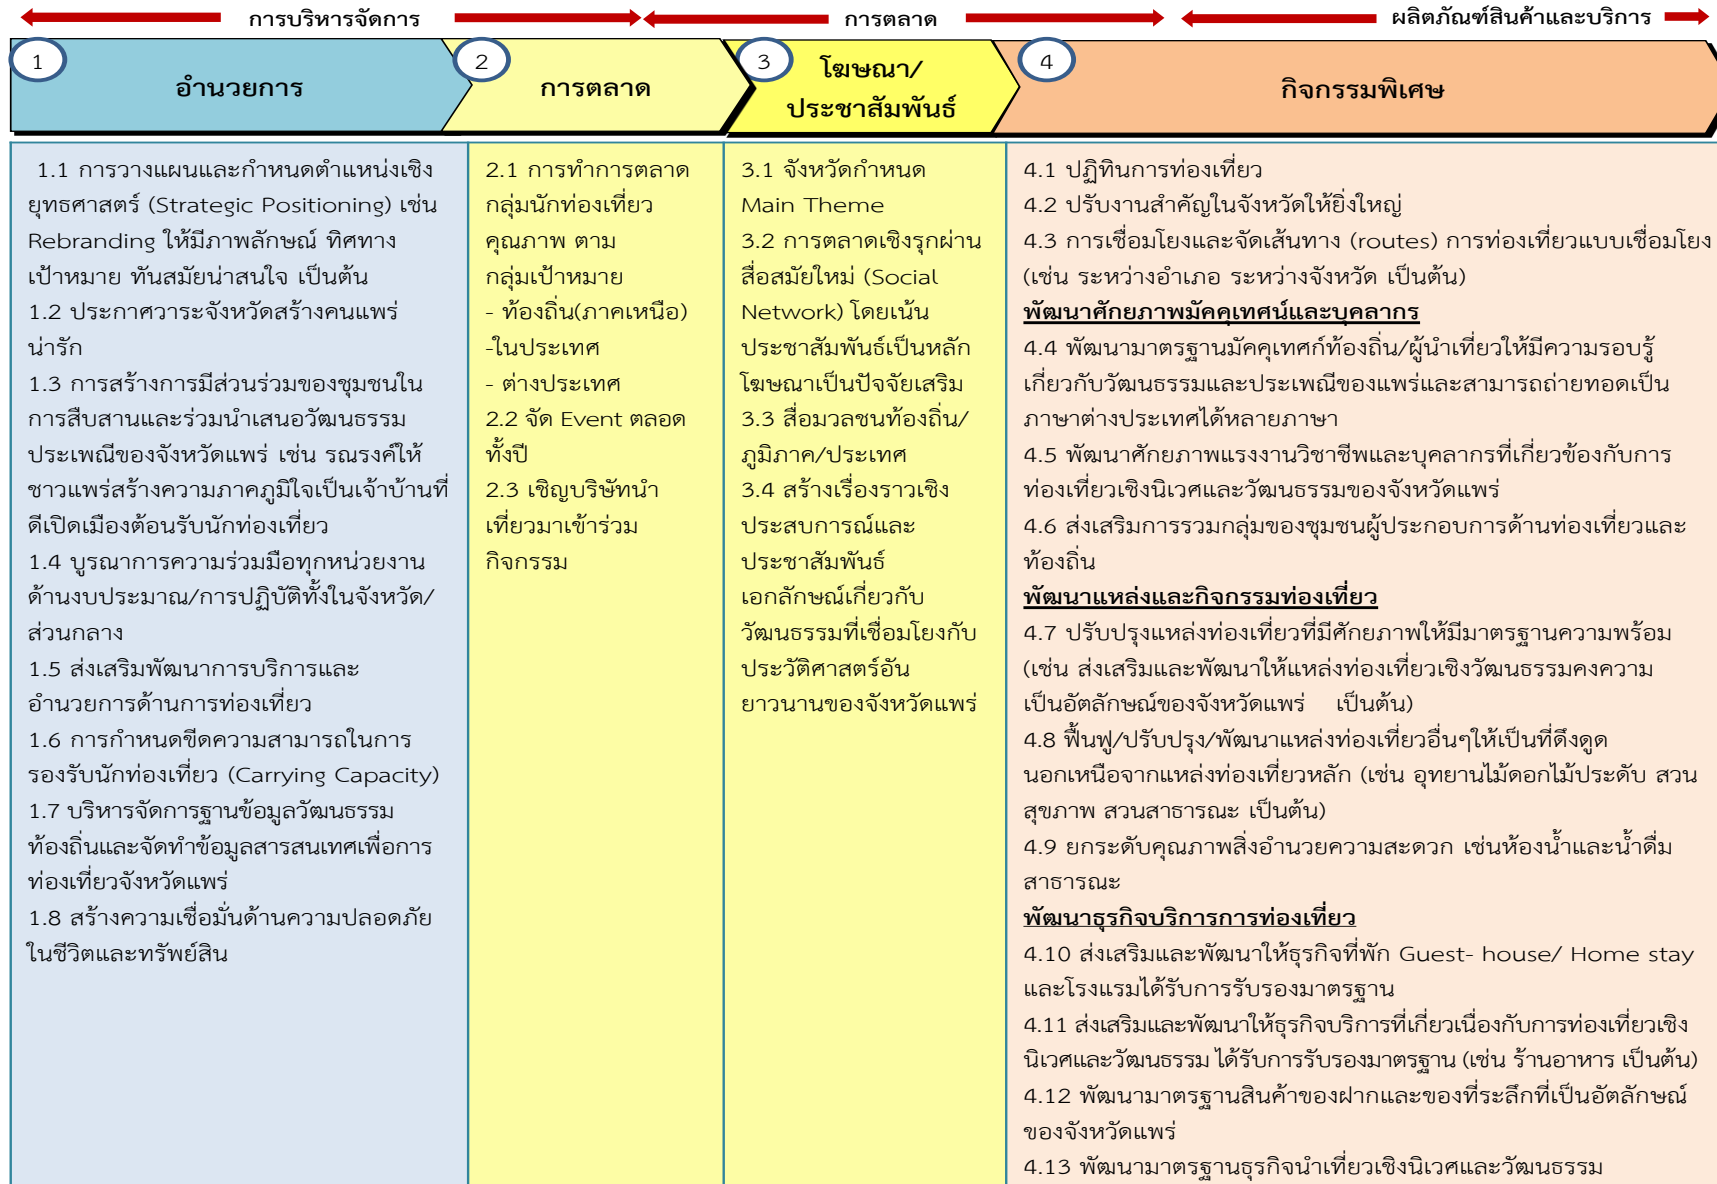 การบริหารจัดการ
การตลาด
ผลิตภัณฑ์สินค้าและบริการ
1
อำนวยการ
2
การตลาด
3
โฆษณา/
ประชาสัมพันธ์
4
กิจกรรมพิเศษ
1.1 การวางแผนและกำหนดตำแหน่งเชิง
ยุทธศาสตร์ (Strategic Positioning) เช่น
Rebranding ให้มีภาพลักษณ์ ทิศทาง
เป้าหมาย ทันสมัยน่าสนใจ เป็นต้น
1.2 ประกาศวาระจังหวัดสร้างคนแพร่
น่ารัก
1.3 การสร้างการมีส่วนร่วมของชุมชนใน
การสืบสานและร่วมนำเสนอวัฒนธรรม
ประเพณีของจังหวัดแพร่ เช่น รณรงค์ให้
ชาวแพร่สร้างความภาคภูมิใจเป็นเจ้าบ้านที่
ดีเปิดเมืองต้อนรับนักท่องเที่ยว
1.4 บูรณาการความร่วมมือทุกหน่วยงาน
ด้านงบประมาณ/การปฏิบัติทั้งในจังหวัด/
ส่วนกลาง
1.5 ส่งเสริมพัฒนาการบริการและ
อำนวยการด้านการท่องเที่ยว
1.6 การกำหนดขีดความสามารถในการ
รองรับนักท่องเที่ยว (Carrying Capacity)
1.7 บริหารจัดการฐานข้อมูลวัฒนธรรม
ท้องถิ่นและจัดทำข้อมูลสารสนเทศเพื่อการ
ท่องเที่ยวจังหวัดแพร่
1.8 สร้างความเชื่อมั่นด้านความปลอดภัย
ในชีวิตและทรัพย์สิน
2.1 การทำการตลาด
กลุ่มนักท่องเที่ยว
คุณภาพ ตาม
กลุ่มเป้าหมาย
- ท้องถิ่น(ภาคเหนือ)
-ในประเทศ
- ต่างประเทศ
2.2 จัด Event ตลอด
ทั้งปี
2.3 เชิญบริษัทนำ
เที่ยวมาเข้าร่วม
กิจกรรม
3.1 จังหวัดกำหนด
Main Theme
3.2 การตลาดเชิงรุกผ่าน
สื่อสมัยใหม่ (Social
Network) โดยเน้น
ประชาสัมพันธ์เป็นหลัก
โฆษณาเป็นปัจจัยเสริม
3.3 สื่อมวลชนท้องถิ่น/
ภูมิภาค/ประเทศ
3.4 สร้างเรื่องราวเชิง
ประสบการณ์และ
ประชาสัมพันธ์
เอกลักษณ์เกี่ยวกับ
วัฒนธรรมที่เชื่อมโยงกับ
ประวัติศาสตร์อัน
ยาวนานของจังหวัดแพร่
4.1 ปฏิทินการท่องเที่ยว
4.2 ปรับงานสำคัญในจังหวัดให้ยิ่งใหญ่
4.3 การเชื่อมโยงและจัดเส้นทาง (routes) การท่องเที่ยวแบบเชื่อมโยง
(เช่น ระหว่างอำเภอ ระหว่างจังหวัด เป็นต้น)
พัฒนาศักยภาพมัคคุเทศน์และบุคลากร
4.4 พัฒนามาตรฐานมัคคุเทศก์ท้องถิ่น/ผู้นำเที่ยวให้มีความรอบรู้
เกี่ยวกับวัฒนธรรมและประเพณีของแพร่และสามารถถ่ายทอดเป็น
ภาษาต่างประเทศได้หลายภาษา
4.5 พัฒนาศักยภาพแรงงานวิชาชีพและบุคลากรที่เกี่ยวข้องกับการ
ท่องเที่ยวเชิงนิเวศและวัฒนธรรมของจังหวัดแพร่
4.6 ส่งเสริมการรวมกลุ่มของชุมชนผู้ประกอบการด้านท่องเที่ยวและ
ท้องถิ่น
พัฒนาแหล่งและกิจกรรมท่องเที่ยว
4.7 ปรับปรุงแหล่งท่องเที่ยวที่มีศักยภาพให้มีมาตรฐานความพร้อม
(เช่น ส่งเสริมและพัฒนาให้แหล่งท่องเที่ยวเชิงวัฒนธรรมคงความ
เป็นอัตลักษณ์ของจังหวัดแพร่ เป็นต้น)
4.8 ฟื้นฟู/ปรับปรุง/พัฒนาแหล่งท่องเที่ยวอื่นๆให้เป็นที่ดึงดูด
นอกเหนือจากแหล่งท่องเที่ยวหลัก (เช่น อุทยานไม้ดอกไม้ประดับ สวน
สุขภาพ สวนสาธารณะ เป็นต้น)
4.9 ยกระดับคุณภาพสิ่งอำนวยความสะดวก เช่นห้องน้ำและน้ำดื่ม
สาธารณะ
พัฒนาธุรกิจบริการการท่องเที่ยว
4.10 ส่งเสริมและพัฒนาให้ธุรกิจที่พัก Guest- house/ Home stay
และโรงแรมได้รับการรับรองมาตรฐาน
4.11 ส่งเสริมและพัฒนาให้ธุรกิจบริการที่เกี่ยวเนื่องกับการท่องเที่ยวเชิง
นิเวศและวัฒนธรรม ได้รับการรับรองมาตรฐาน (เช่น ร้านอาหาร เป็นต้น)
4.12 พัฒนามาตรฐานสินค้าของฝากและของที่ระลึกที่เป็นอัตลักษณ์
ของจังหวัดแพร่
4.13 พัฒนามาตรฐานธุรกิจนำเที่ยวเชิงนิเวศและวัฒนธรรม